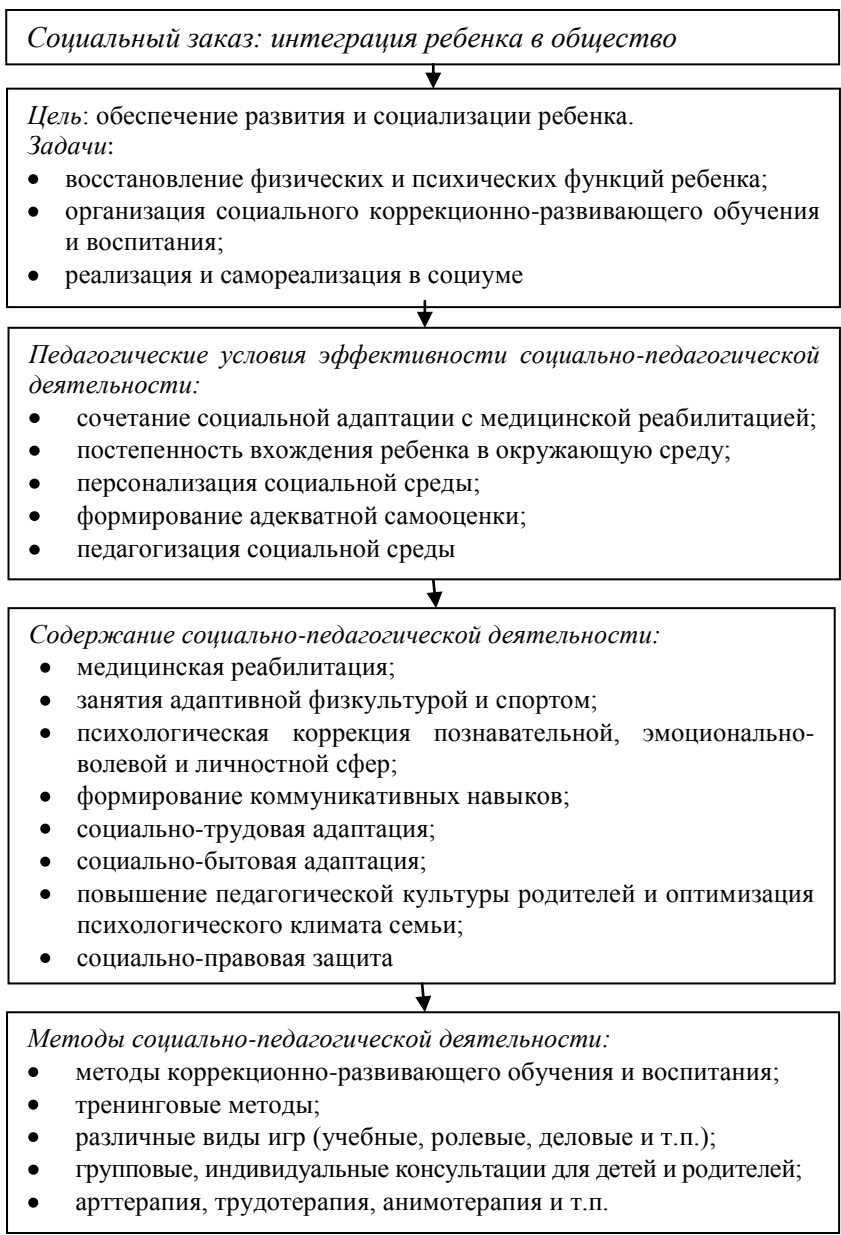 Социальный заказ: интеграция ребенка в общество
Цель: обеспечение развития и социализации ребенка.
Задачи:
• восстановление физических и психических функций ребенка;
• организация социального коррекционно-развивающего обучения
и воспитания;
• реализация и самореализация в социуме
Педагогические условия эффективности социально-педагогической
деятельности:
• сочетание социальной адаптации с медицинской реабилитацией;
• постепенность вхождения ребенка в окружающую среду;
• персонализация социальной среды;
• формирование адекватной самооценки;
• педагогизация социальной среды
Содержание социально-педагогической деятельности:
• медицинская реабилитация;
• занятия адаптивной физкультурой и спортом;
• психологическая коррекция познавательной, эмоционально-
волевой и личностной сфер;
• формирование коммуникативных навыков;
• социально-трудовая адаптация;
• социально-бытовая адаптация;
• повышение педагогической культуры родителей и оптимизация
психологического климата семьи;
• социально-правовая защита
Методы социально-педагогической деятельности:
• методы коррекционно-развивающего обучения и воспитания;
• тренинговые методы;
• различные виды игр (учебные, ролевые, деловые и т.п.);
• групповые, индивидуальные консультации для детей и родителей;
• арттерапия, трудотерапия, анимотерапия и т.п.